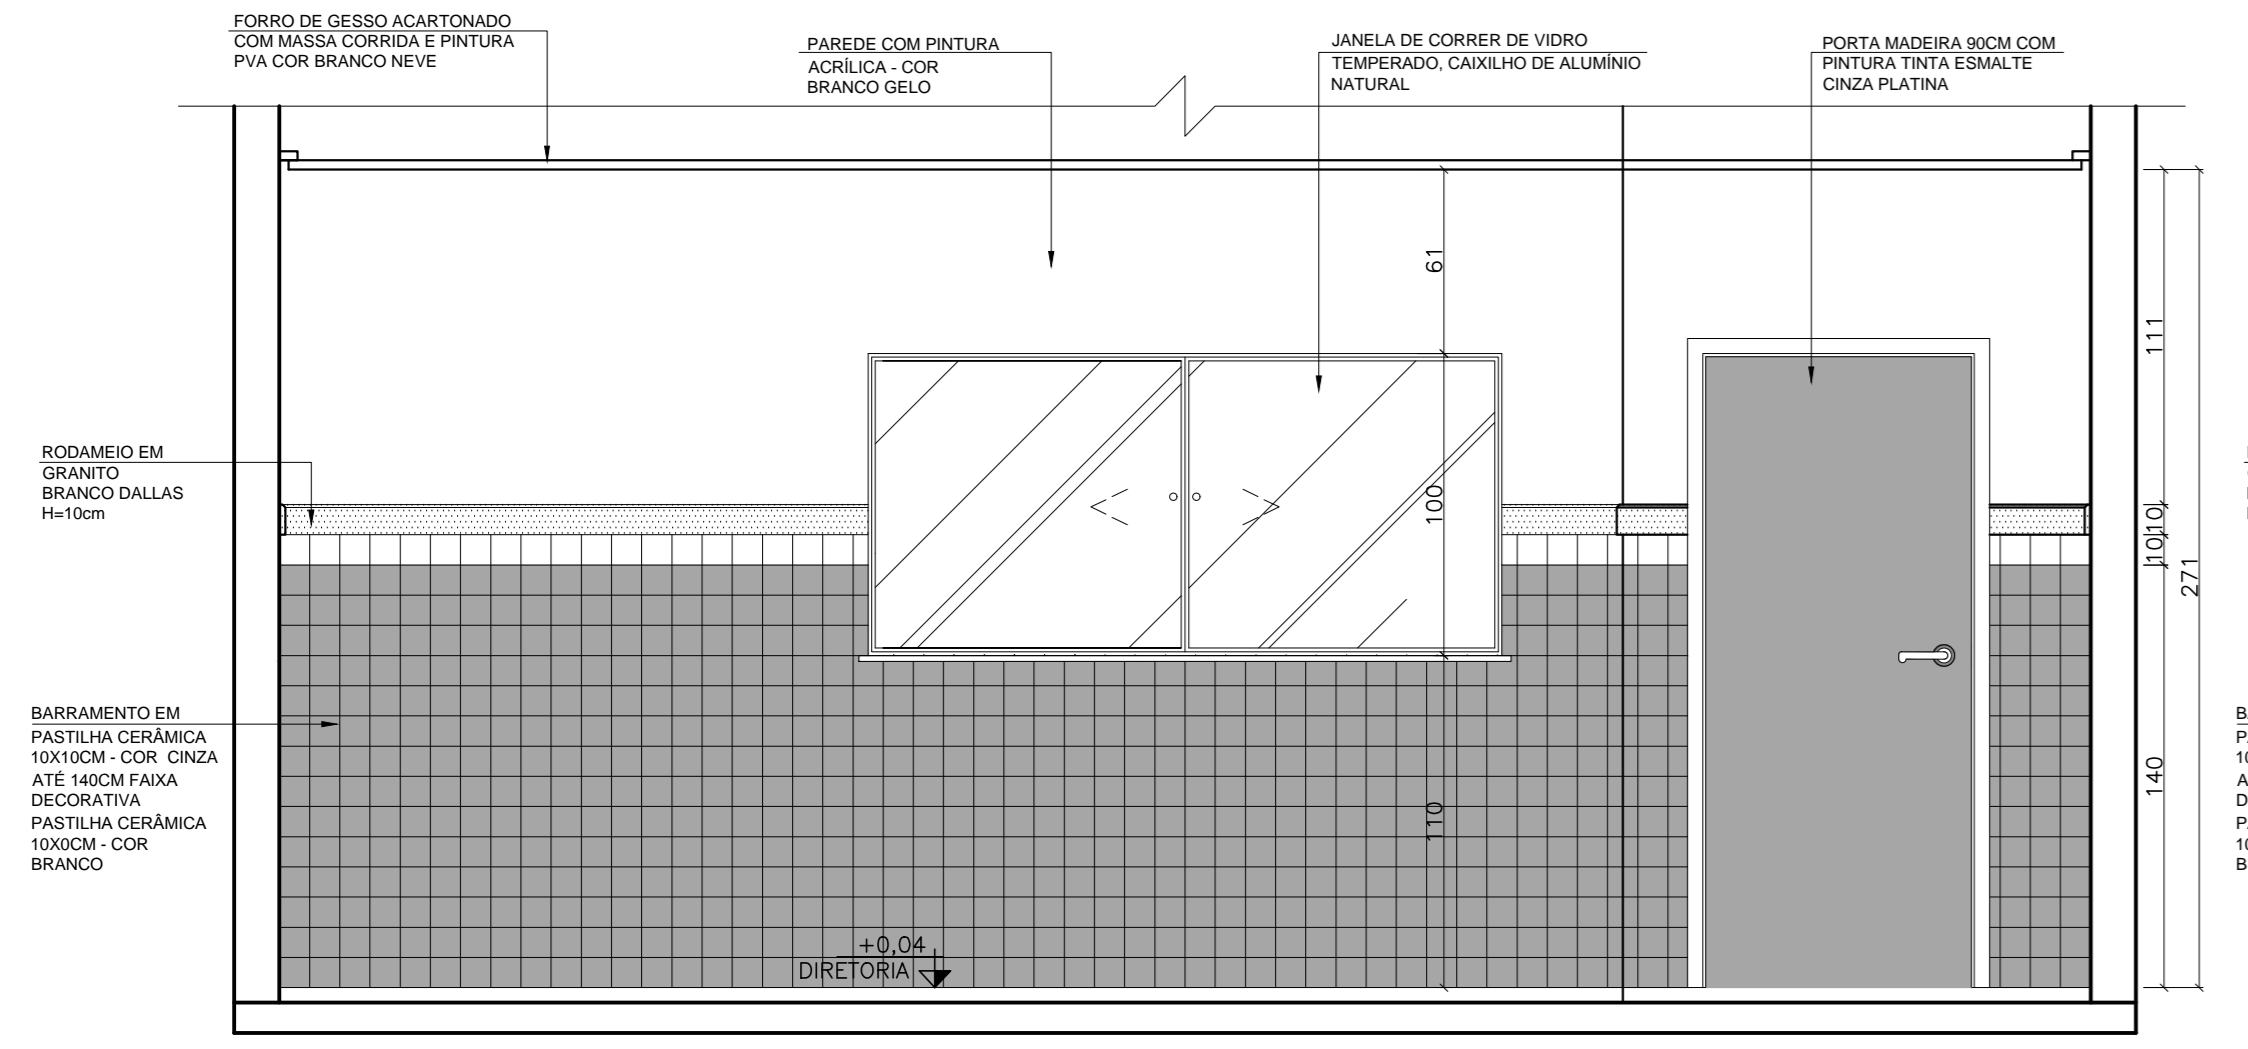 FORRO DE GESSO ACARTONADO
COM MASSA CORRIDA E PINTURA
PVA COR BRANCO NEVE
PAREDE COM PINTURA
ACRÍLICA - COR
BRANCO GELO
JANELA DE CORRER DE VIDRO
TEMPERADO, CAIXILHO DE ALUMÍNIO
NATURAL
PORTA MADEIRA 90CM COM
PINTURA TINTA ESMALTE
CINZA PLATINA
61
111
RODAMEIO EM
GRANITO
BRANCO DALLAS
H=10cm
100
10
10
271
BARRAMENTO EM
PASTILHA CERÂMICA
10X10CM - COR  CINZA
ATÉ 140CM FAIXA
DECORATIVA
PASTILHA CERÂMICA
10X0CM - COR
BRANCO
140
110
+0,04
DIRETORIA